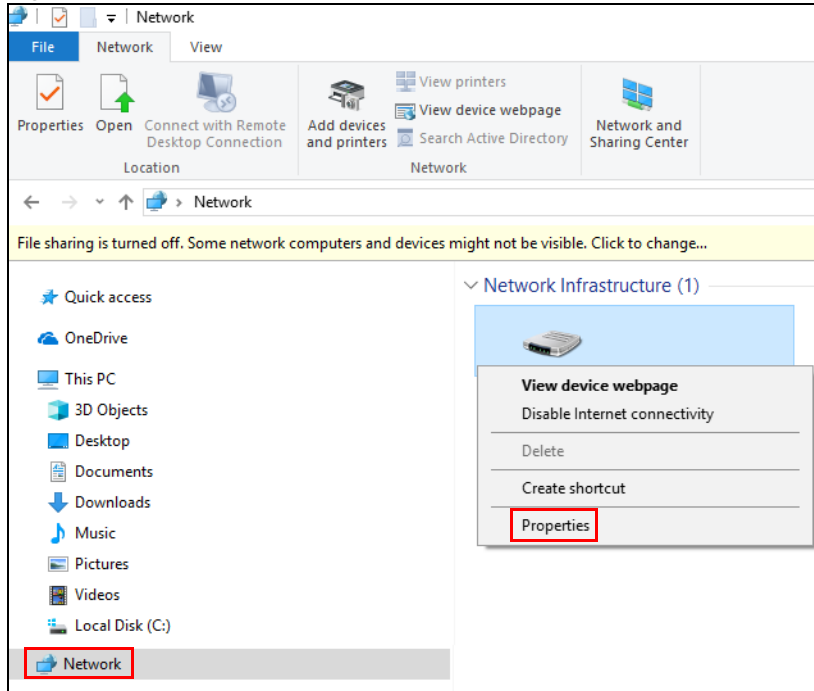 Network
File Network View
Properties
Open
Connect with Remote
Desktop Connection
Location
Add devices
and printers
View printers
View device webpage
Search Active Directory
Network
Network and
Sharing Center
Network
File sharing is turned off. Some network computers and devices might not be visible. Click to change...
Quick access
OneDrive
This PC
3D Objects
Desktop
Documents
Downloads
Music
Pictures
Videos
Local Disk (C:)
Network
Network Infrastructure (1)
View device webpage
Disable Internet connectivity
Delete
Create shortcut
Properties